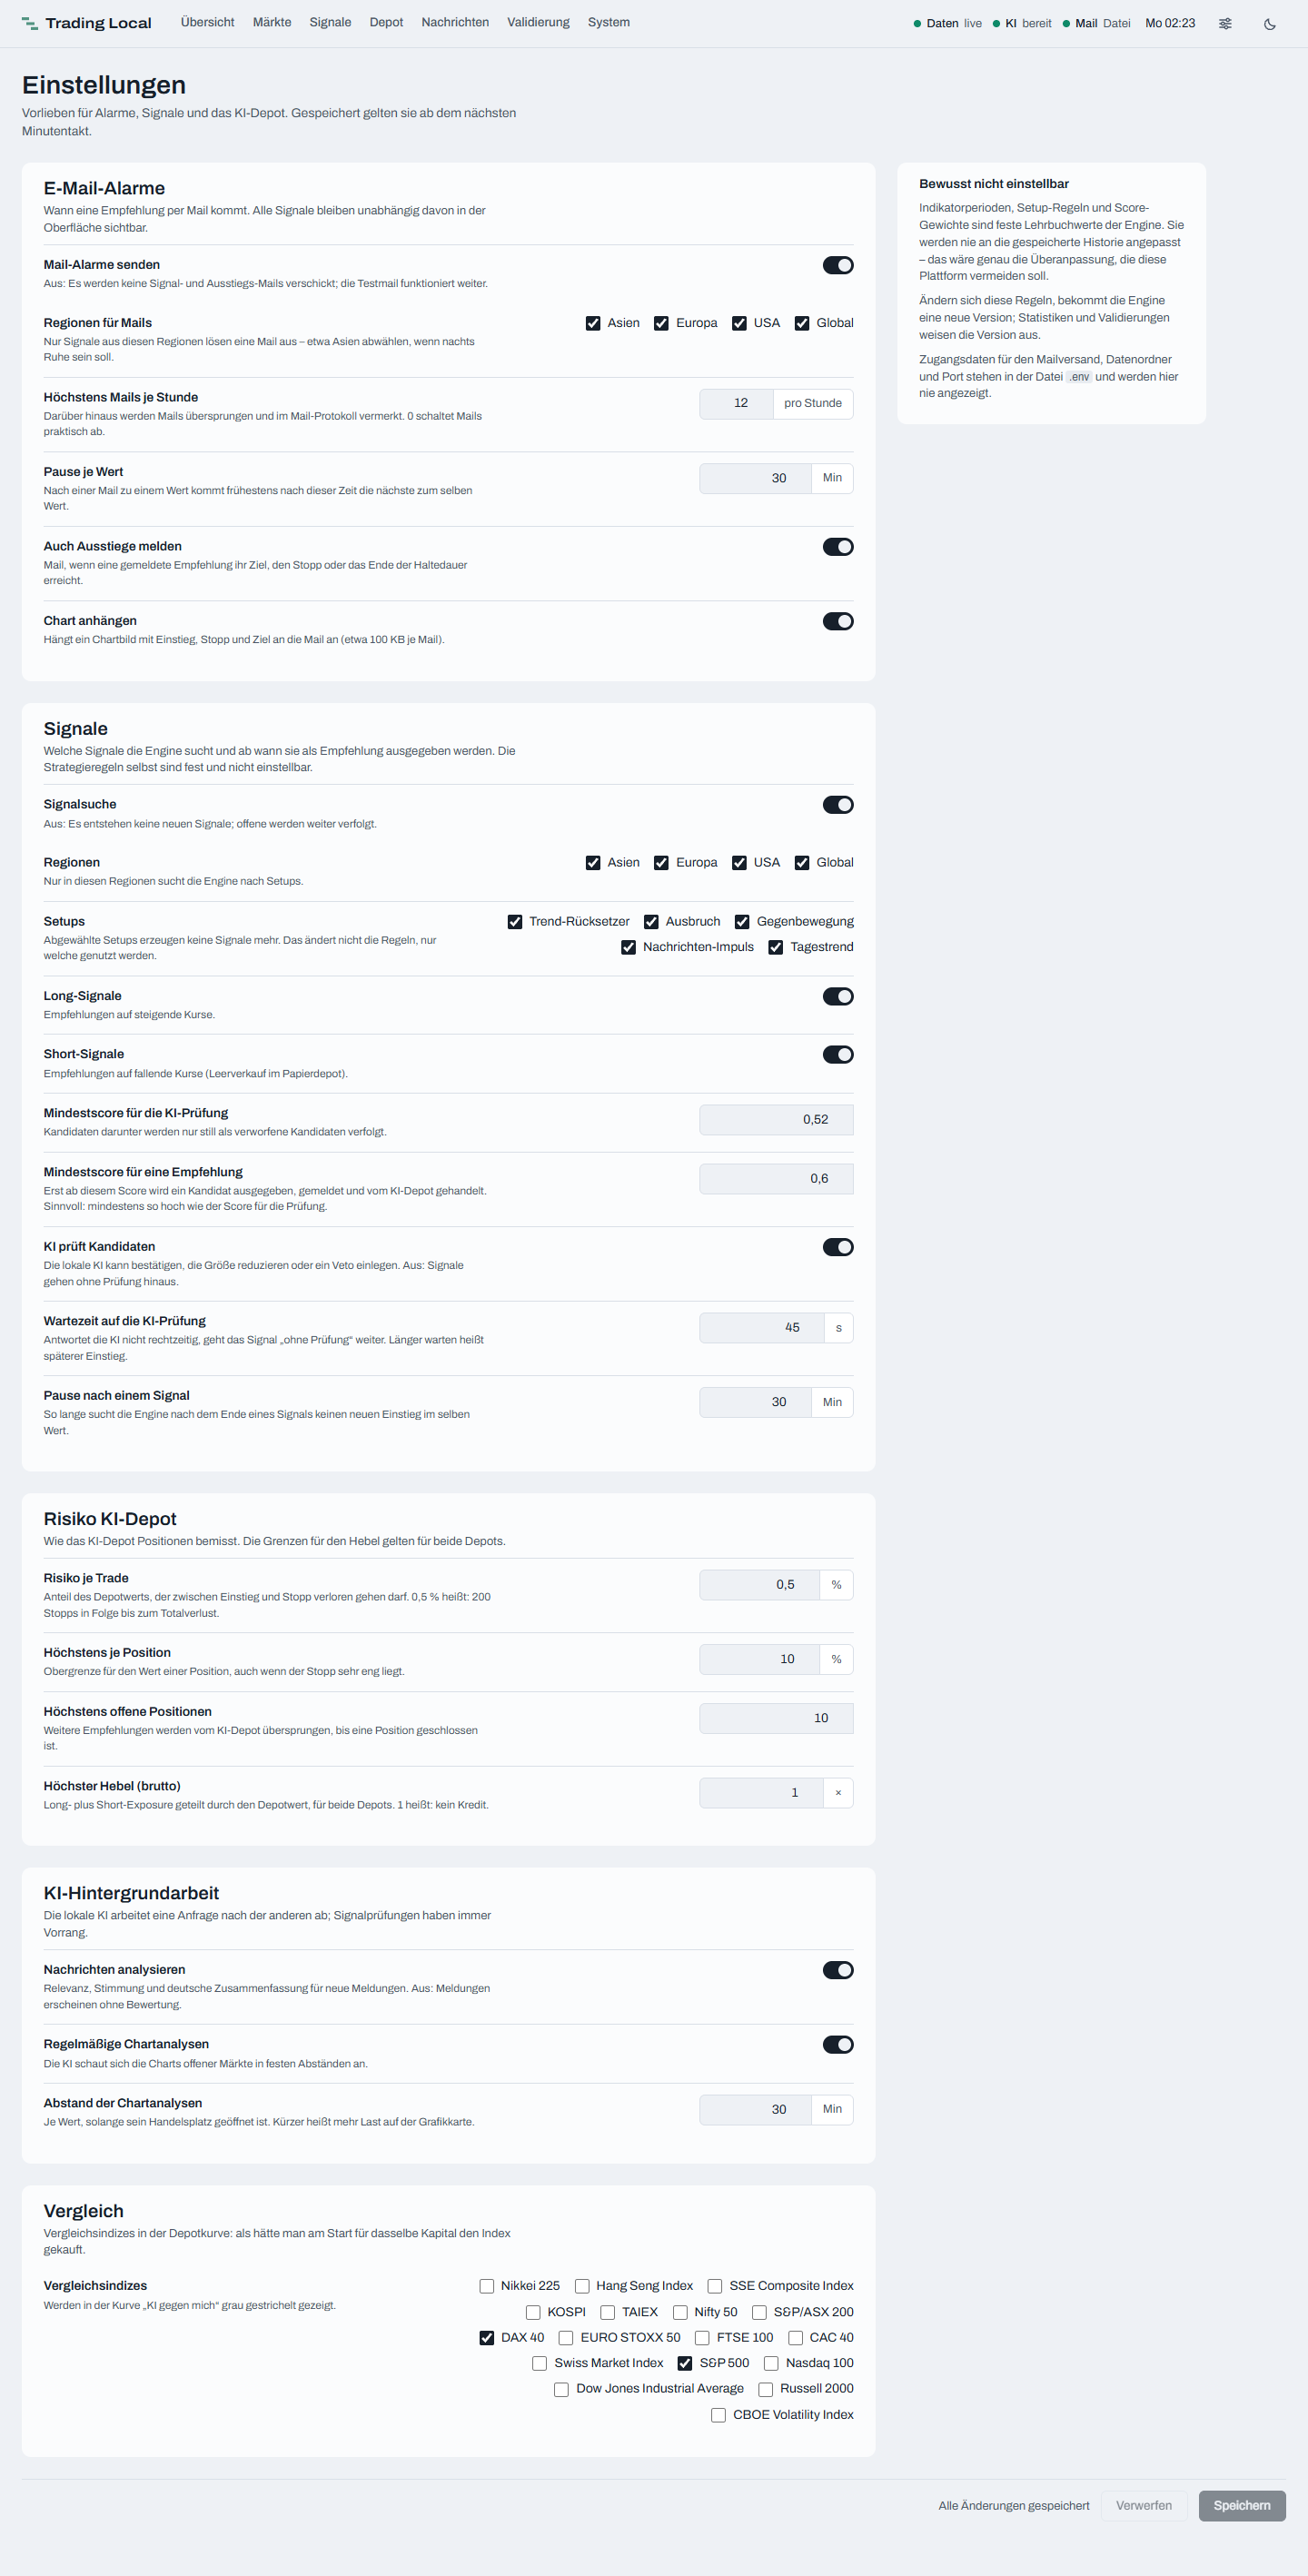 Trading Local
Übersicht Märkte Signale Depot Nachrichten Validierung System
Daten live KI bereit Mail Datei Mo 02:23
Einstellungen
Vorlieben für Alarme, Signale und das KI-Depot. Gespeichert gelten sie ab dem nächsten
Minutentakt.
E-Mail-Alarme
Wann eine Empfehlung per Mail kommt. Alle Signale bleiben unabhängig davon in der
Oberfläche sichtbar.
Mail-Alarme senden
Aus: Es werden keine Signal- und Ausstiegs-Mails verschickt; die Testmail funktioniert weiter.
Regionen für Mails
Nur Signale aus diesen Regionen lösen eine Mail aus – etwa Asien abwählen, wenn nachts
Ruhe sein soll.
Asien Europa USA Global
Höchstens Mails je Stunde
Darüber hinaus werden Mails übersprungen und im Mail-Protokoll vermerkt. 0 schaltet Mails
praktisch ab.
12 pro Stunde
Pause je Wert
Nach einer Mail zu einem Wert kommt frühestens nach dieser Zeit die nächste zum selben
Wert.
30 Min
Auch Ausstiege melden
Mail, wenn eine gemeldete Empfehlung ihr Ziel, den Stopp oder das Ende der Haltedauer
erreicht.
Chart anhängen
Hängt ein Chartbild mit Einstieg, Stopp und Ziel an die Mail an (etwa 100 KB je Mail).
Bewusst nicht einstellbar
Indikatorperioden, Setup-Regeln und Score-
Gewichte sind feste Lehrbuchwerte der Engine. Sie
werden nie an die gespeicherte Historie angepasst
– das wäre genau die Überanpassung, die diese
Plattform vermeiden soll.
Ändern sich diese Regeln, bekommt die Engine
eine neue Version; Statistiken und Validierungen
weisen die Version aus.
Zugangsdaten für den Mailversand, Datenordner
und Port stehen in der Datei .env und werden hier
nie angezeigt.
Signale
Welche Signale die Engine sucht und ab wann sie als Empfehlung ausgegeben werden. Die
Strategieregeln selbst sind fest und nicht einstellbar.
Signalsuche
Aus: Es entstehen keine neuen Signale; offene werden weiter verfolgt.
Regionen
Nur in diesen Regionen sucht die Engine nach Setups.
Asien Europa USA Global
Setups
Abgewählte Setups erzeugen keine Signale mehr. Das ändert nicht die Regeln, nur
welche genutzt werden.
Trend-Rücksetzer Ausbruch Gegenbewegung
Nachrichten-Impuls Tagestrend
Long-Signale
Empfehlungen auf steigende Kurse.
Short-Signale
Empfehlungen auf fallende Kurse (Leerverkauf im Papierdepot).
Mindestscore für die KI-Prüfung
Kandidaten darunter werden nur still als verworfene Kandidaten verfolgt.
0,52
Mindestscore für eine Empfehlung
Erst ab diesem Score wird ein Kandidat ausgegeben, gemeldet und vom KI-Depot gehandelt.
Sinnvoll: mindestens so hoch wie der Score für die Prüfung.
0,6
KI prüft Kandidaten
Die lokale KI kann bestätigen, die Größe reduzieren oder ein Veto einlegen. Aus: Signale
gehen ohne Prüfung hinaus.
Wartezeit auf die KI-Prüfung
Antwortet die KI nicht rechtzeitig, geht das Signal „ohne Prüfung“ weiter. Länger warten heißt
späterer Einstieg.
45 s
Pause nach einem Signal
So lange sucht die Engine nach dem Ende eines Signals keinen neuen Einstieg im selben
Wert.
30 Min
Risiko KI-Depot
Wie das KI-Depot Positionen bemisst. Die Grenzen für den Hebel gelten für beide Depots.
Risiko je Trade
Anteil des Depotwerts, der zwischen Einstieg und Stopp verloren gehen darf. 0,5 % heißt: 200
Stopps in Folge bis zum Totalverlust.
0,5 %
Höchstens je Position
Obergrenze für den Wert einer Position, auch wenn der Stopp sehr eng liegt.
10 %
Höchstens offene Positionen
Weitere Empfehlungen werden vom KI-Depot übersprungen, bis eine Position geschlossen
ist.
10
Höchster Hebel (brutto)
Long- plus Short-Exposure geteilt durch den Depotwert, für beide Depots. 1 heißt: kein Kredit.
1 ×
KI-Hintergrundarbeit
Die lokale KI arbeitet eine Anfrage nach der anderen ab; Signalprüfungen haben immer
Vorrang.
Nachrichten analysieren
Relevanz, Stimmung und deutsche Zusammenfassung für neue Meldungen. Aus: Meldungen
erscheinen ohne Bewertung.
Regelmäßige Chartanalysen
Die KI schaut sich die Charts offener Märkte in festen Abständen an.
Abstand der Chartanalysen
Je Wert, solange sein Handelsplatz geöffnet ist. Kürzer heißt mehr Last auf der Grafikkarte.
30 Min
Vergleich
Vergleichsindizes in der Depotkurve: als hätte man am Start für dasselbe Kapital den Index
gekauft.
Vergleichsindizes
Werden in der Kurve „KI gegen mich“ grau gestrichelt gezeigt.
Nikkei 225 Hang Seng Index SSE Composite Index
KOSPI TAIEX Nifty 50 S&P/ASX 200
DAX 40 EURO STOXX 50 FTSE 100 CAC 40
Swiss Market Index S&P 500 Nasdaq 100
Dow Jones Industrial Average Russell 2000
CBOE Volatility Index
Alle Änderungen gespeichert Verwerfen Speichern